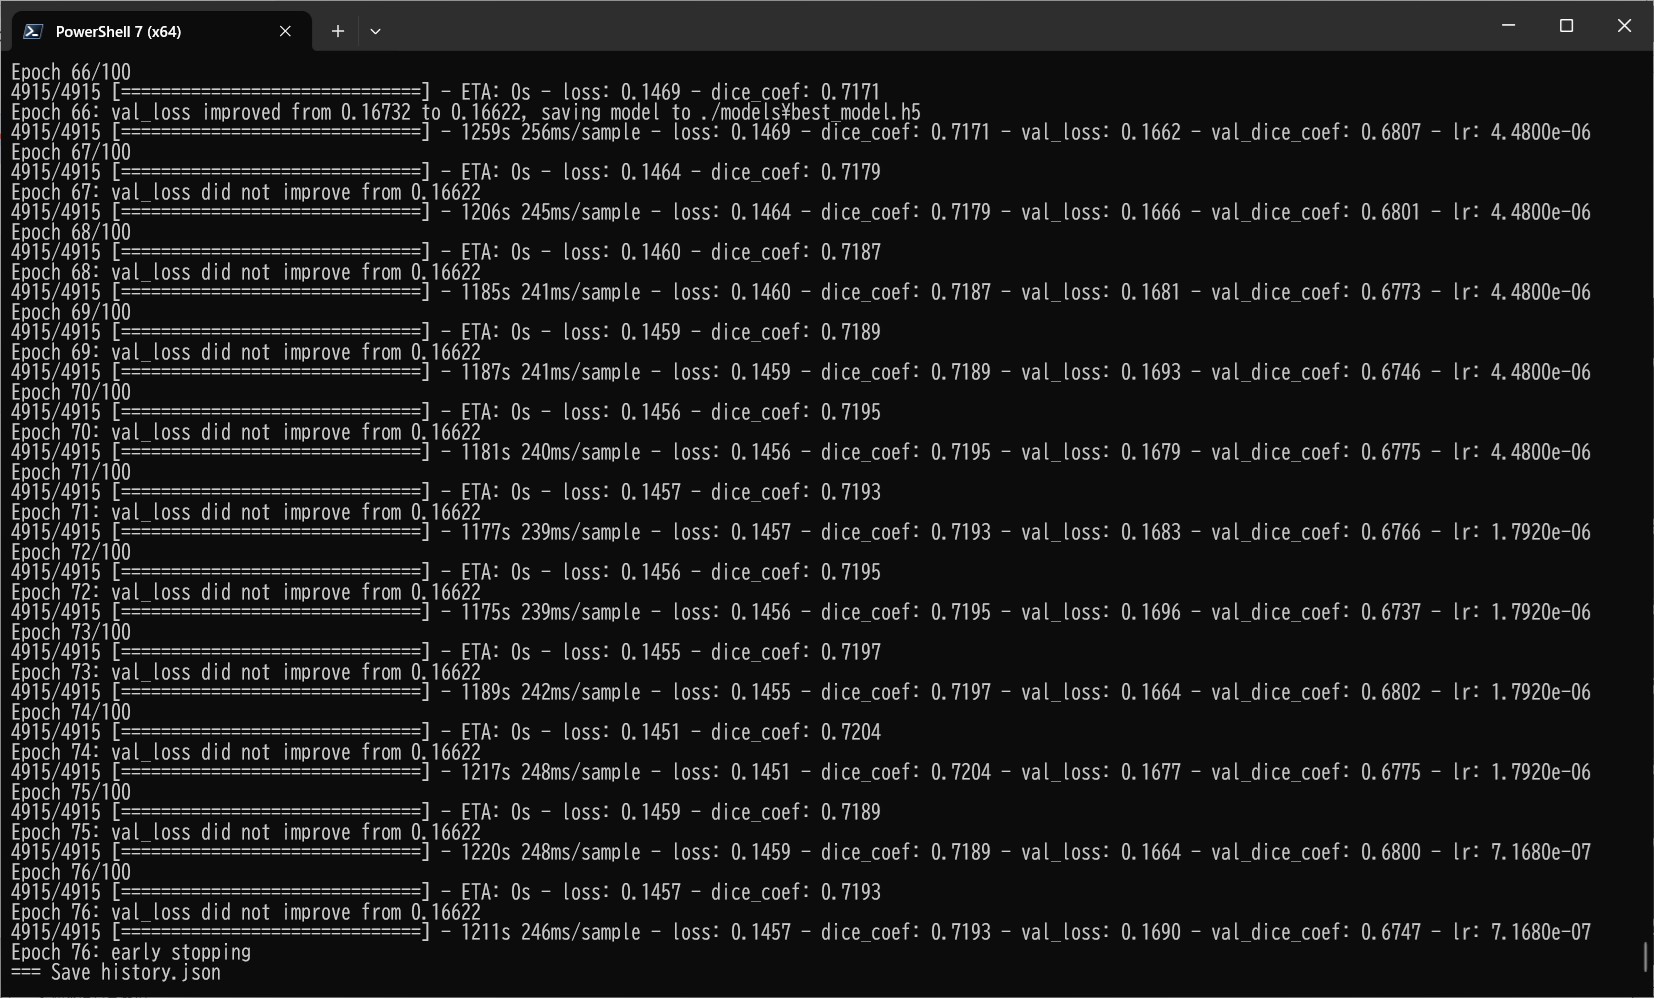 PowerShell 7 (x64)
Epoch 66/100
4915/4915 [==============================] - ETA: 0s - loss: 0.1469 - dice_coef: 0.7171
Epoch 66: val_loss improved from 0.16732 to 0.16622, saving model to ./models¥best_model.h5
4915/4915 [==============================] - 1259s 256ms/sample - loss: 0.1469 - dice_coef: 0.7171 - val_loss: 0.1662 - val_dice_coef: 0.6807 - lr: 4.4800e-06
Epoch 67/100
4915/4915 [==============================] - ETA: 0s - loss: 0.1464 - dice_coef: 0.7179
Epoch 67: val_loss did not improve from 0.16622
4915/4915 [==============================] - 1206s 245ms/sample - loss: 0.1464 - dice_coef: 0.7179 - val_loss: 0.1666 - val_dice_coef: 0.6801 - lr: 4.4800e-06
Epoch 68/100
4915/4915 [==============================] - ETA: 0s - loss: 0.1460 - dice_coef: 0.7187
Epoch 68: val_loss did not improve from 0.16622
4915/4915 [==============================] - 1185s 241ms/sample - loss: 0.1460 - dice_coef: 0.7187 - val_loss: 0.1681 - val_dice_coef: 0.6773 - lr: 4.4800e-06
Epoch 69/100
4915/4915 [==============================] - ETA: 0s - loss: 0.1459 - dice_coef: 0.7189
Epoch 69: val_loss did not improve from 0.16622
4915/4915 [==============================] - 1187s 241ms/sample - loss: 0.1459 - dice_coef: 0.7189 - val_loss: 0.1693 - val_dice_coef: 0.6746 - lr: 4.4800e-06
Epoch 70/100
4915/4915 [==============================] - ETA: 0s - loss: 0.1456 - dice_coef: 0.7195
Epoch 70: val_loss did not improve from 0.16622
4915/4915 [==============================] - 1181s 240ms/sample - loss: 0.1456 - dice_coef: 0.7195 - val_loss: 0.1679 - val_dice_coef: 0.6775 - lr: 4.4800e-06
Epoch 71/100
4915/4915 [==============================] - ETA: 0s - loss: 0.1457 - dice_coef: 0.7193
Epoch 71: val_loss did not improve from 0.16622
4915/4915 [==============================] - 1177s 239ms/sample - loss: 0.1457 - dice_coef: 0.7193 - val_loss: 0.1683 - val_dice_coef: 0.6766 - lr: 1.7920e-06
Epoch 72/100
4915/4915 [==============================] - ETA: 0s - loss: 0.1456 - dice_coef: 0.7195
Epoch 72: val_loss did not improve from 0.16622
4915/4915 [==============================] - 1175s 239ms/sample - loss: 0.1456 - dice_coef: 0.7195 - val_loss: 0.1696 - val_dice_coef: 0.6737 - lr: 1.7920e-06
Epoch 73/100
4915/4915 [==============================] - ETA: 0s - loss: 0.1455 - dice_coef: 0.7197
Epoch 73: val_loss did not improve from 0.16622
4915/4915 [==============================] - 1189s 242ms/sample - loss: 0.1455 - dice_coef: 0.7197 - val_loss: 0.1664 - val_dice_coef: 0.6802 - lr: 1.7920e-06
Epoch 74/100
4915/4915 [==============================] - ETA: 0s - loss: 0.1451 - dice_coef: 0.7204
Epoch 74: val_loss did not improve from 0.16622
4915/4915 [==============================] - 1217s 248ms/sample - loss: 0.1451 - dice_coef: 0.7204 - val_loss: 0.1677 - val_dice_coef: 0.6775 - lr: 1.7920e-06
Epoch 75/100
4915/4915 [==============================] - ETA: 0s - loss: 0.1459 - dice_coef: 0.7189
Epoch 75: val_loss did not improve from 0.16622
4915/4915 [==============================] - 1220s 248ms/sample - loss: 0.1459 - dice_coef: 0.7189 - val_loss: 0.1664 - val_dice_coef: 0.6800 - lr: 7.1680e-07
Epoch 76/100
4915/4915 [==============================] - ETA: 0s - loss: 0.1457 - dice_coef: 0.7193
Epoch 76: val_loss did not improve from 0.16622
4915/4915 [==============================] - 1211s 246ms/sample - loss: 0.1457 - dice_coef: 0.7193 - val_loss: 0.1690 - val_dice_coef: 0.6747 - lr: 7.1680e-07
Epoch 76: early stopping
=== Save history.json